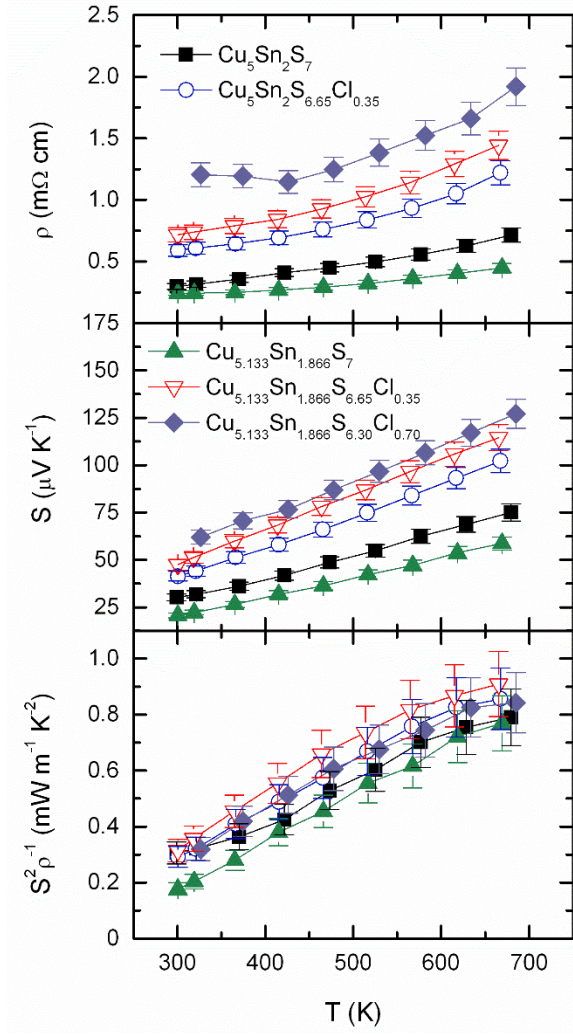 2.5
2.0
1.5
1.0
0.5
ρ (mΩ cm)
Cu₅Sn₂S₇
Cu₅Sn₂S₆.₆₅Cl₀.₃₅
175
125
100
75
50
25
S (μV K⁻¹)
Cu₅.₁₃₃Sn₁.₈₆₆S₇
Cu₅.₁₃₃Sn₁.₈₆₆S₆.₆₅Cl₀.₃₅
Cu₅.₁₃₃Sn₁.₈₆₆S₆.₃₀Cl₀.₇₀
1.0
0.8
0.6
0.4
0.2
0
S²ρ⁻¹ (mW m⁻¹ K⁻²)
300 400 500 600 700
T (K)